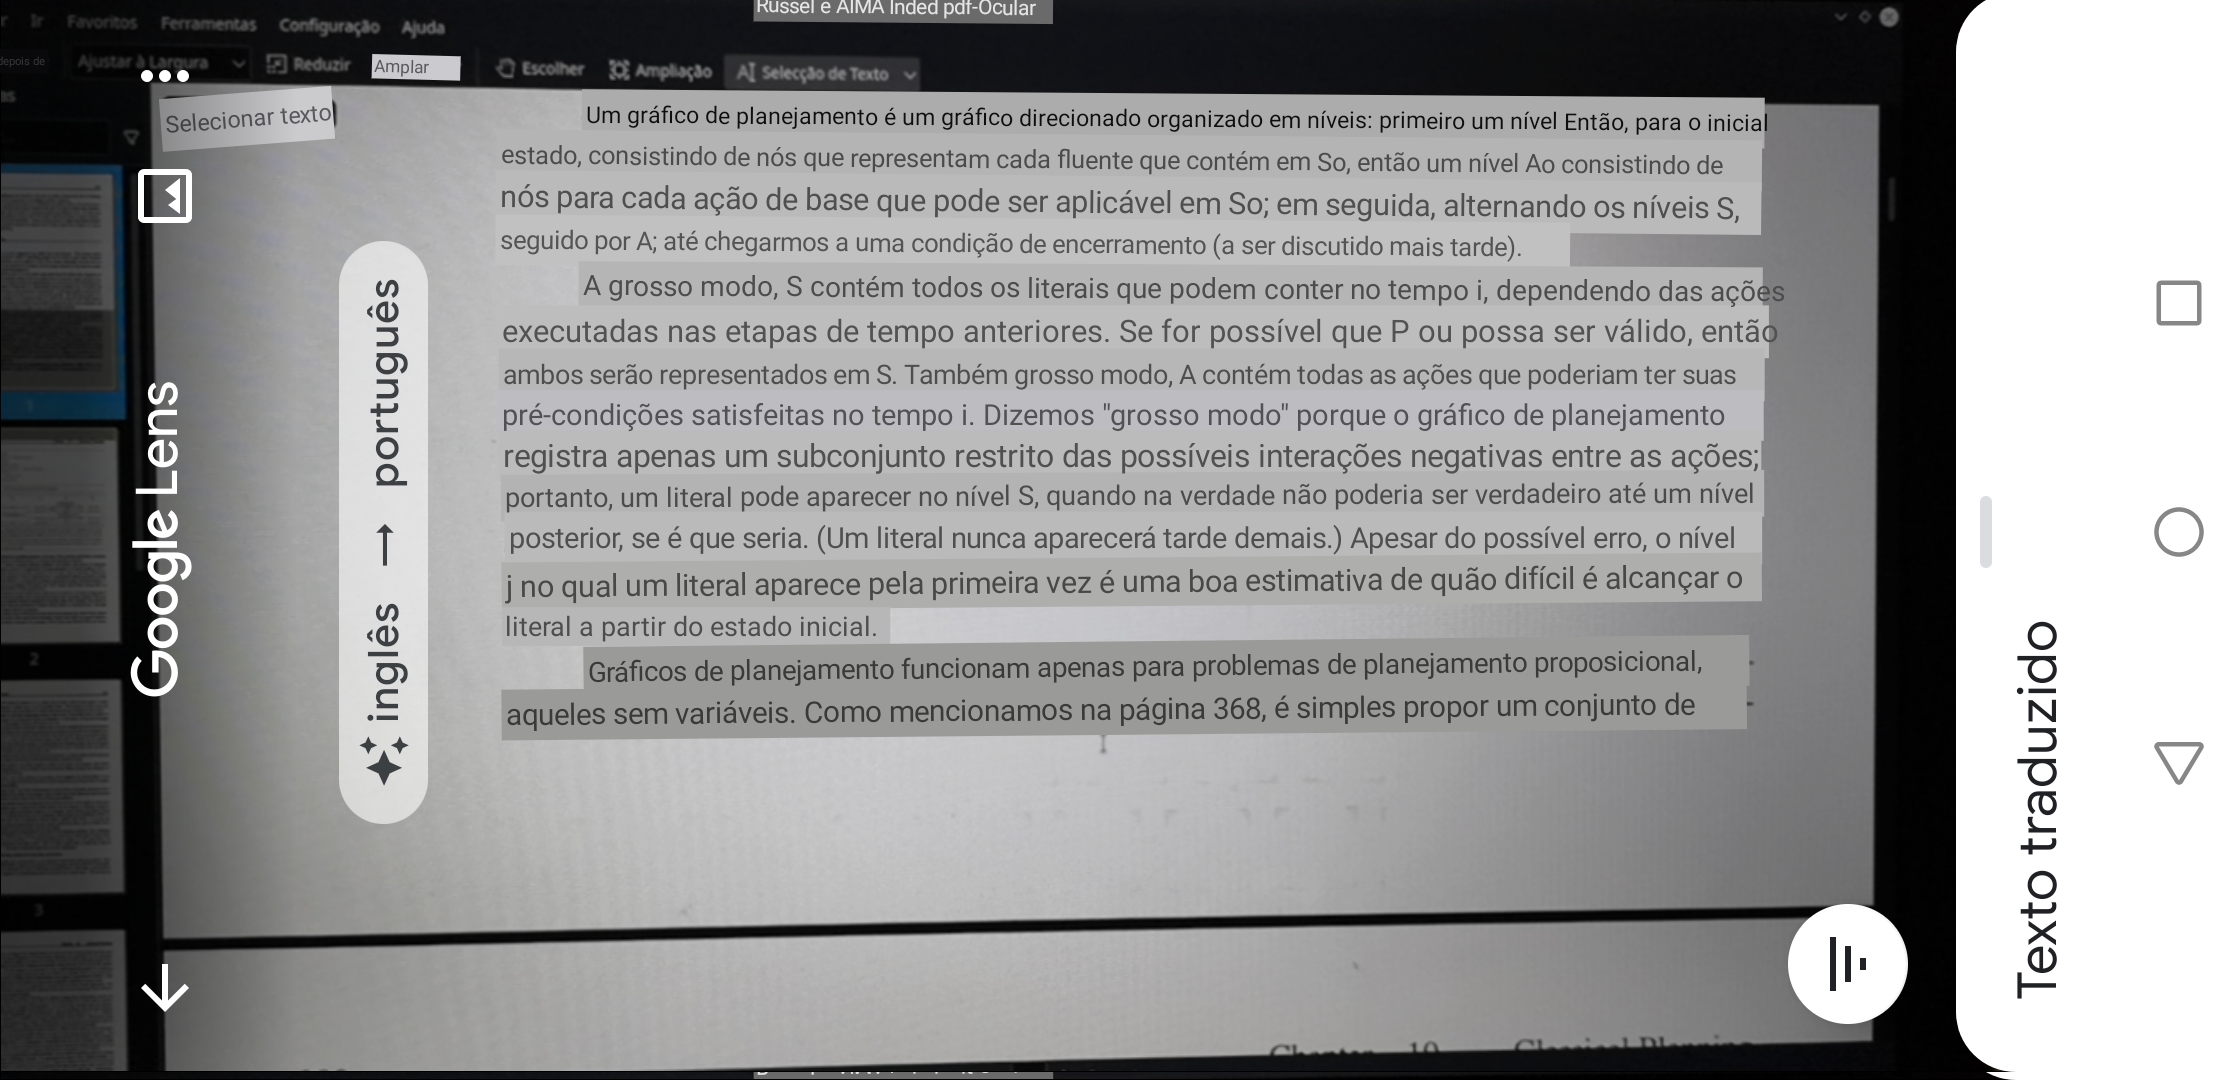 Russel e AIMA Inded pdf-Ocular
Ir Favoritos Ferramentas Configuração Ajuda
depois de
Ajustar à Largura Reduzir Amplar Escolher Ampliação Selecção de Texto
as
Selecionar texto
Um gráfico de planejamento é um gráfico direcionado organizado em níveis: primeiro um nível Então, para o inicial
estado, consistindo de nós que representam cada fluente que contém em So, então um nível Ao consistindo de
nós para cada ação de base que pode ser aplicável em So; em seguida, alternando os níveis S,
seguido por A; até chegarmos a uma condição de encerramento (a ser discutido mais tarde).
A grosso modo, S contém todos os literais que podem conter no tempo i, dependendo das ações
executadas nas etapas de tempo anteriores. Se for possível que P ou possa ser válido, então
ambos serão representados em S. Também grosso modo, A contém todas as ações que poderiam ter suas
pré-condições satisfeitas no tempo i. Dizemos "grosso modo" porque o gráfico de planejamento
registra apenas um subconjunto restrito das possíveis interações negativas entre as ações;
portanto, um literal pode aparecer no nível S, quando na verdade não poderia ser verdadeiro até um nível
posterior, se é que seria. (Um literal nunca aparecerá tarde demais.) Apesar do possível erro, o nível
j no qual um literal aparece pela primeira vez é uma boa estimativa de quão difícil é alcançar o
literal a partir do estado inicial.
Gráficos de planejamento funcionam apenas para problemas de planejamento proposicional,
aqueles sem variáveis. Como mencionamos na página 368, é simples propor um conjunto de
1
2
3
Chapter 10 Classical Planning
Google Lens
inglês → português
Texto traduzido